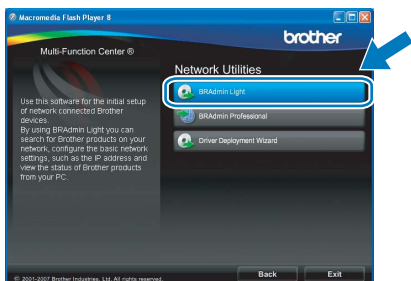 Macromedia Flash Player 8
brother
Multi-Function Center ®
Network Utilities
Use this software for the initial setup
of network connected Brother
devices.
By using BRAdmin Light you can
search for Brother products on your
network, configure the basic network
settings, such as the IP address and
view the status of Brother products
from your PC.
BRAdmin Light
BRAdmin Professional
Driver Deployment Wizard
© 2001-2007 Brother Industries, Ltd. All rights reserved.
Back
Exit